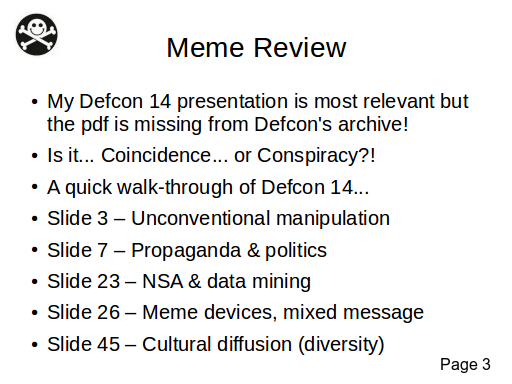 Meme Review
• My Defcon 14 presentation is most relevant but
the pdf is missing from Defcon's archive!
• Is it... Coincidence... or Conspiracy?!
• A quick walk-through of Defcon 14...
• Slide 3 – Unconventional manipulation
• Slide 7 – Propaganda & politics
• Slide 23 – NSA & data mining
• Slide 26 – Meme devices, mixed message
• Slide 45 – Cultural diffusion (diversity)
Page 3